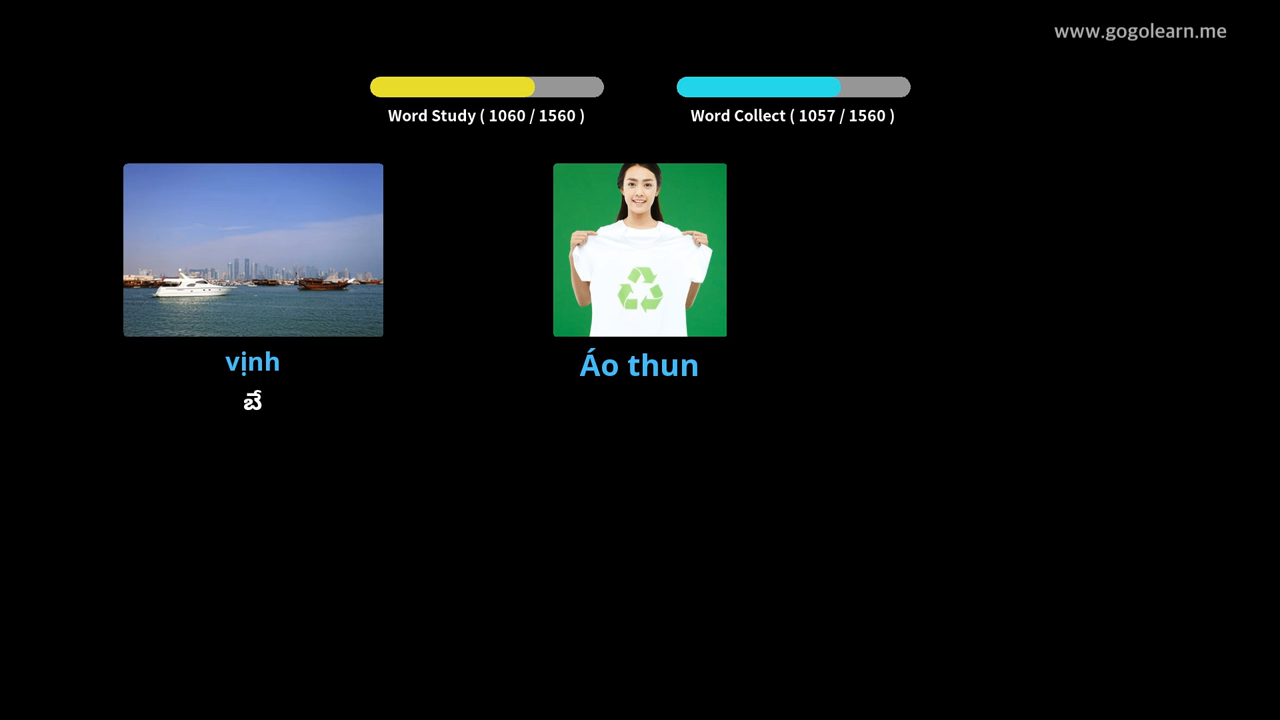 www.gogolearn.me
Word Study ( 1060 / 1560 )
Word Collect ( 1057 / 1560 )
vịnh
ಬೇ
Áo thun